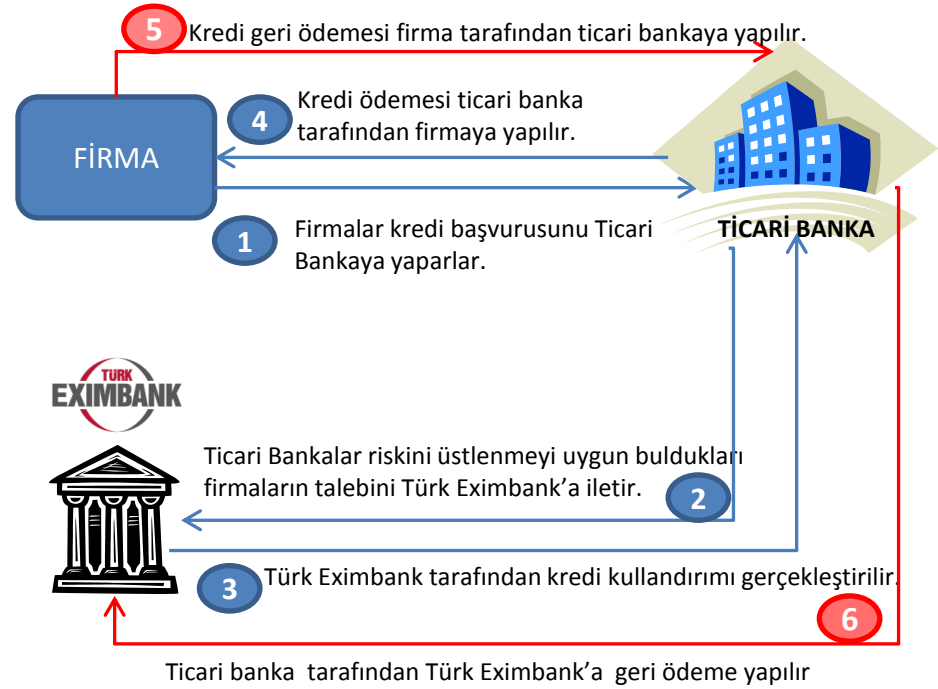 5
Kredi geri ödemesi firma tarafından ticari bankaya yapılır.
FİRMA
4
Kredi ödemesi ticari banka
tarafından firmaya yapılır.
1
Firmalar kredi başvurusunu Ticari
Bankaya yaparlar.
TİCARİ BANKA
TÜRK
EXIMBANK
Ticari Bankalar riskini üstlenmeyi uygun buldukları
firmaların talebini Türk Eximbank’a iletir.
2
3
Türk Eximbank tarafından kredi kullandırımı gerçekleştirilir.
6
Ticari banka tarafından Türk Eximbank’a geri ödeme yapılır